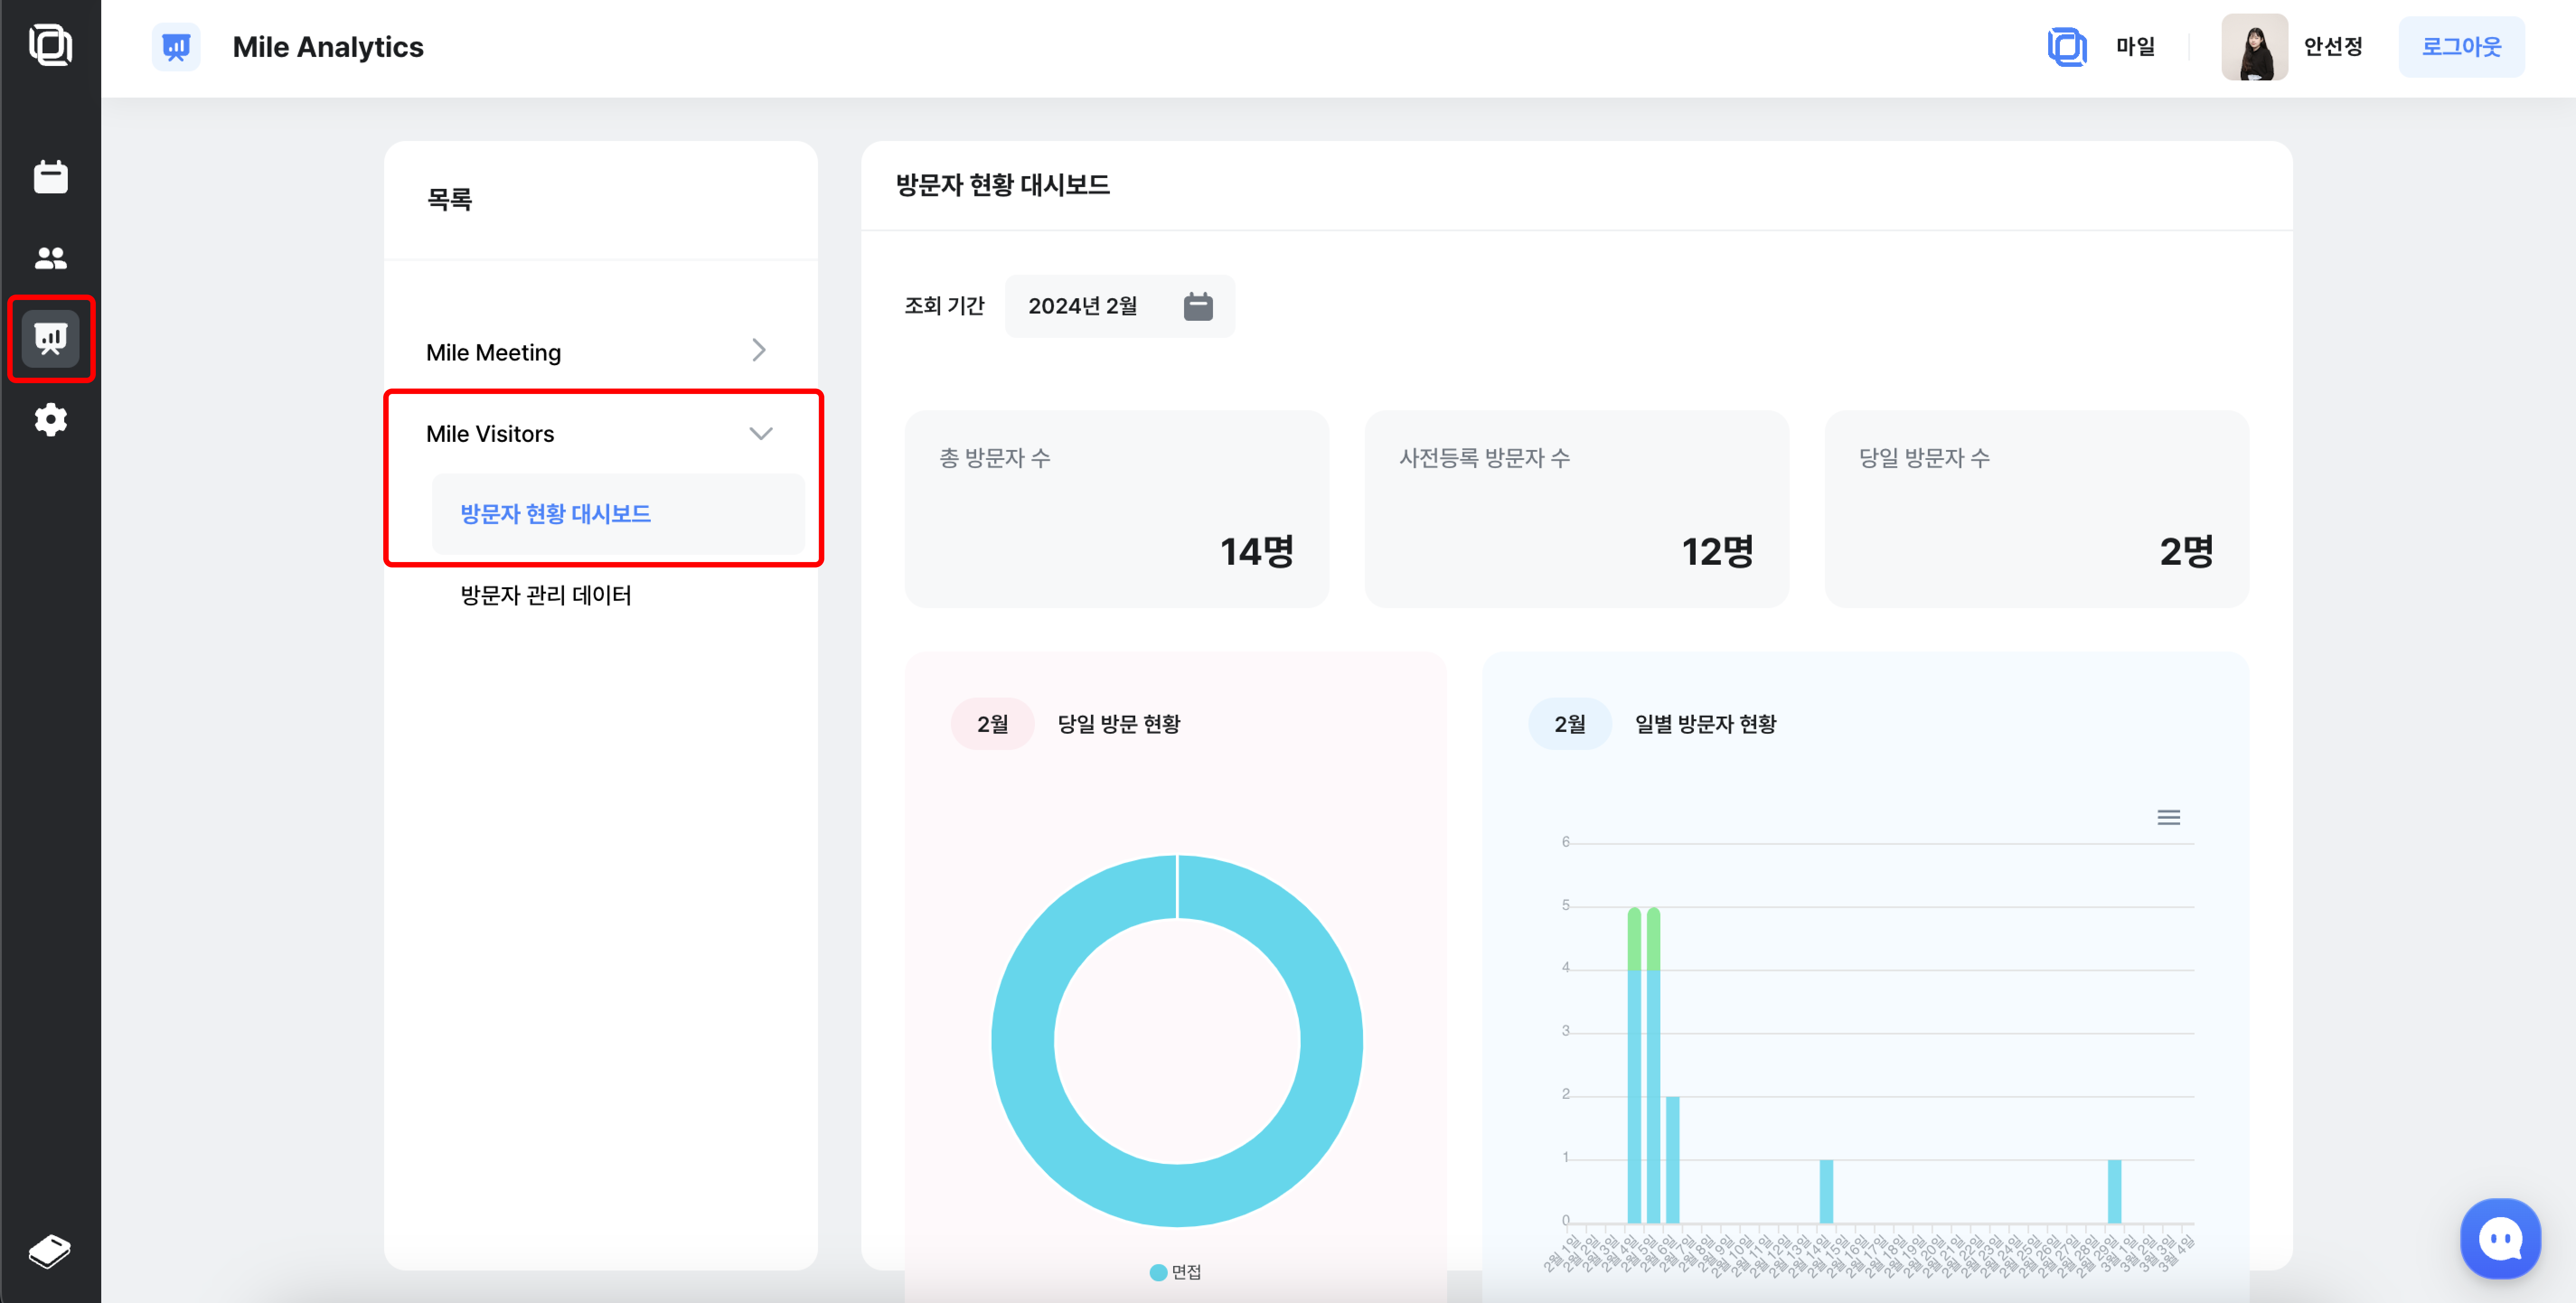 Mile Analytics
마일
안선정
로그아웃
목록
Mile Meeting
Mile Visitors
방문자 현황 대시보드
방문자 관리 데이터
방문자 현황 대시보드
조회 기간
2024년 2월
총 방문자 수
14명
사전등록 방문자 수
12명
당일 방문자 수
2명
2월
당일 방문 현황
면접
2월
일별 방문자 현황
6
5
4
3
2
1
0
2월 1일
2월 2일
2월 3일
2월 4일
2월 5일
2월 6일
2월 7일
2월 8일
2월 9일
2월 10일
2월 11일
2월 12일
2월 13일
2월 14일
2월 15일
2월 16일
2월 17일
2월 18일
2월 19일
2월 20일
2월 21일
2월 22일
2월 23일
2월 24일
2월 25일
2월 26일
2월 27일
2월 28일
2월 29일
3월 1일
3월 2일
3월 3일
3월 4일